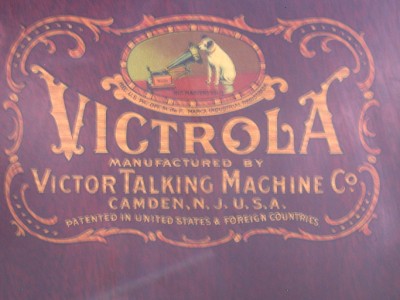 VICTROLA
MANUFACTURED BY
VICTOR TALKING MACHINE Co.
CAMDEN, N. J. U. S. A.
PATENTED IN UNITED STATES & FOREIGN COUNTRIES